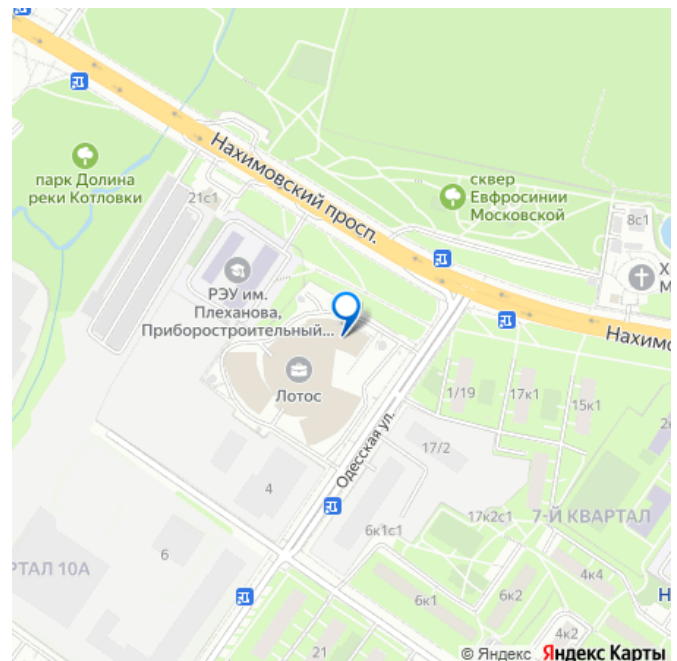 Нахимовский просп.
парк Долина
реки Котловки
21с1
сквер
Евфросинии
Московской
8с1
Х
М
РЭУ им.
Плеханова,
Приборостроительный...
Нахимо
Лотос
1/19
17к1
15к1
Одесская ул.
17/2
2
4
17к2с1
7-Й КВАРТАЛ
6к1с1
6
РТАЛ 10А
4к4
Н
6к1
6к2
4к2
21
© Яндекс Яндекс Карты